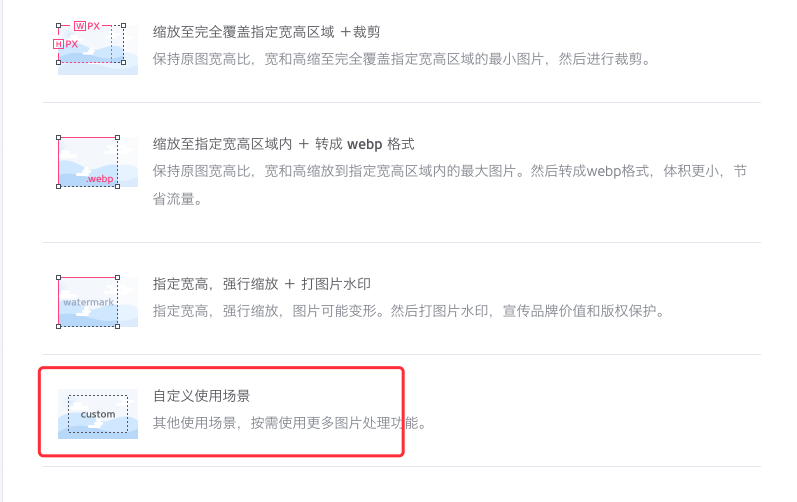 W PX
H PX
缩放至完全覆盖指定宽高区域 ＋裁剪
保持原图宽高比，宽和高缩至完全覆盖指定宽高区域的最小图片，然后进行裁剪。
.webp
缩放至指定宽高区域内 ＋ 转成 webp 格式
保持原图宽高比，宽和高缩放到指定宽高区域内的最大图片。然后转成webp格式，体积更小，节
省流量。
watermark
指定宽高，强行缩放 ＋ 打图片水印
指定宽高，强行缩放，图片可能变形。然后打图片水印，宣传品牌价值和版权保护。
custom
自定义使用场景
其他使用场景，按需使用更多图片处理功能。